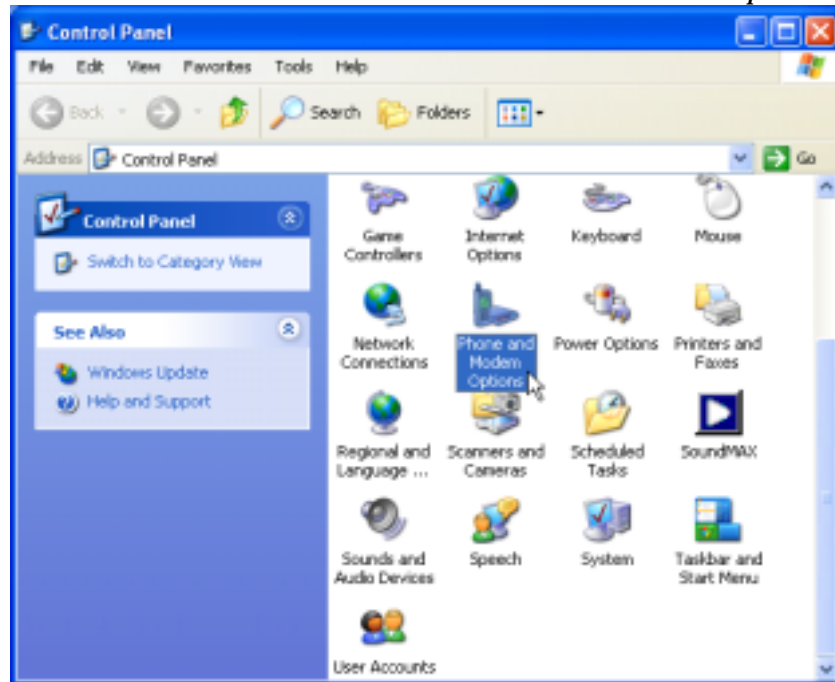 Control Panel
File Edit View Favorites Tools Help
Back Search Folders
Address Control Panel Go
Control Panel
Switch to Category View
See Also
Windows Update
Help and Support
Game Controllers
Internet Options
Keyboard
Mouse
Network Connections
Phone and Modem Options
Power Options
Printers and Faxes
Regional and Language ...
Scanners and Cameras
Scheduled Tasks
SoundMAX
Sounds and Audio Devices
Speech
System
Taskbar and Start Menu
User Accounts